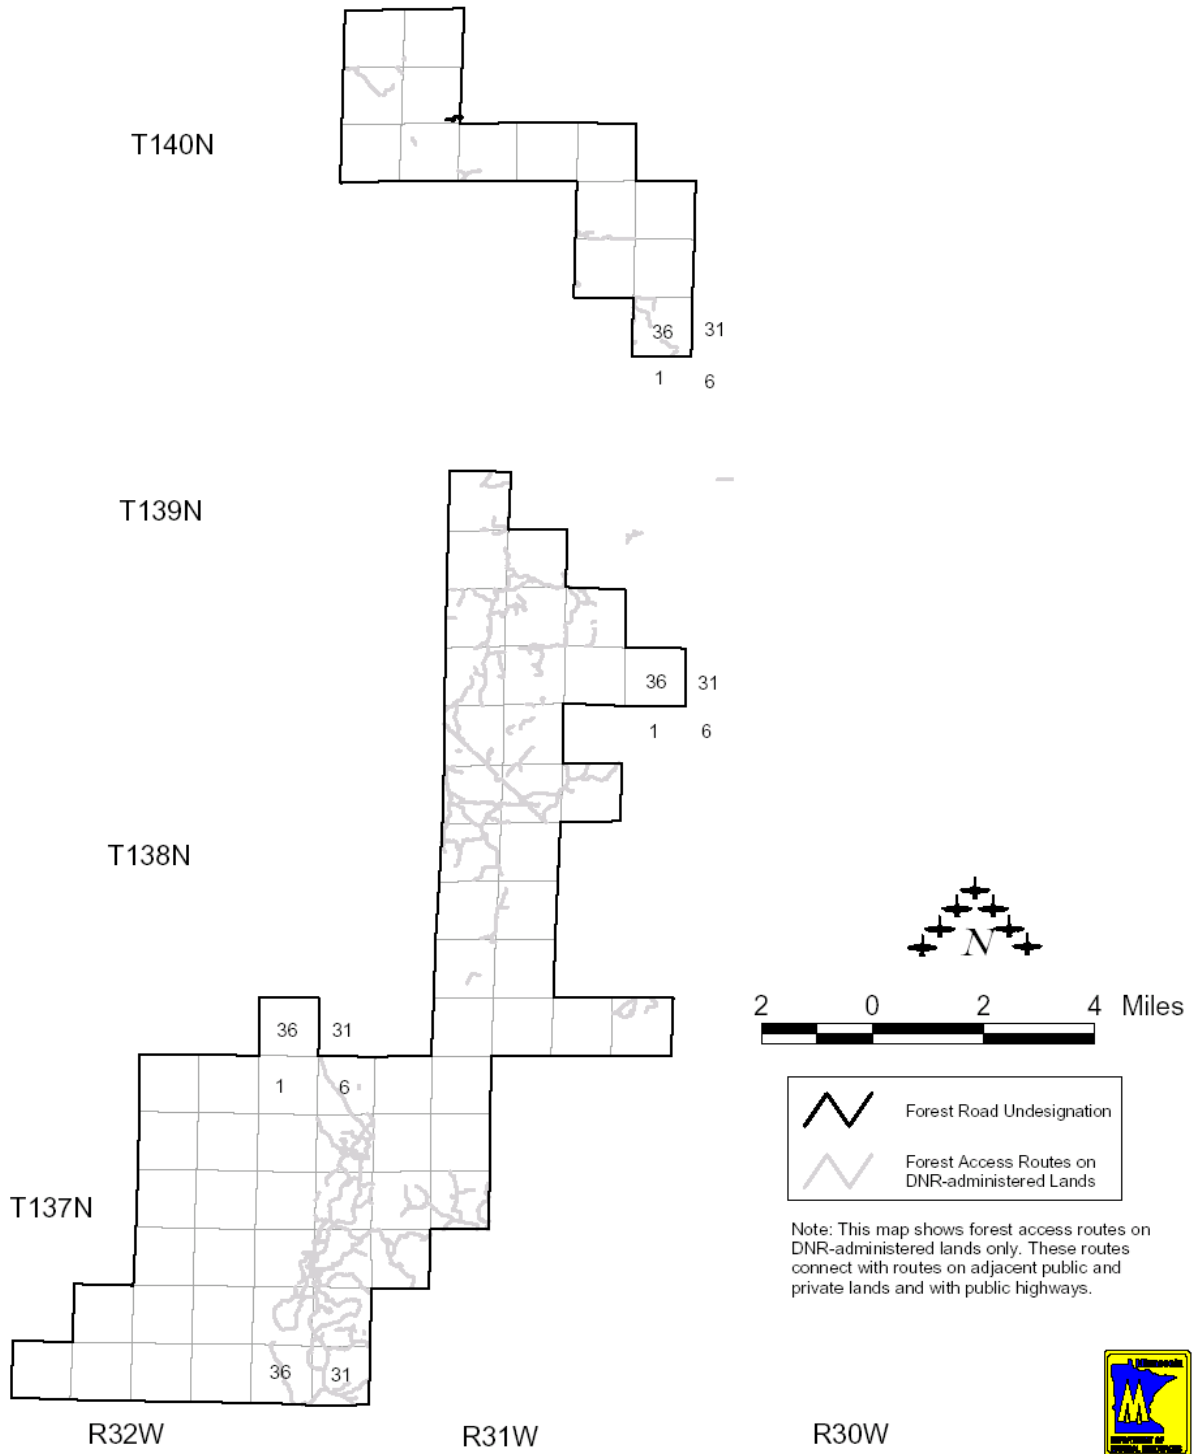 T140N
36 31
1 6
T139N
36 31
1 6
T138N
N
2 0 2 4 Miles
36 31
1 6
Forest Road Undesignation
Forest Access Routes on
DNR-administered Lands
T137N
Note: This map shows forest access routes on
DNR-administered lands only. These routes
connect with routes on adjacent public and
private lands and with public highways.
36 31
Minnesota
M
DEPARTMENT OF
R32W R31W R30W